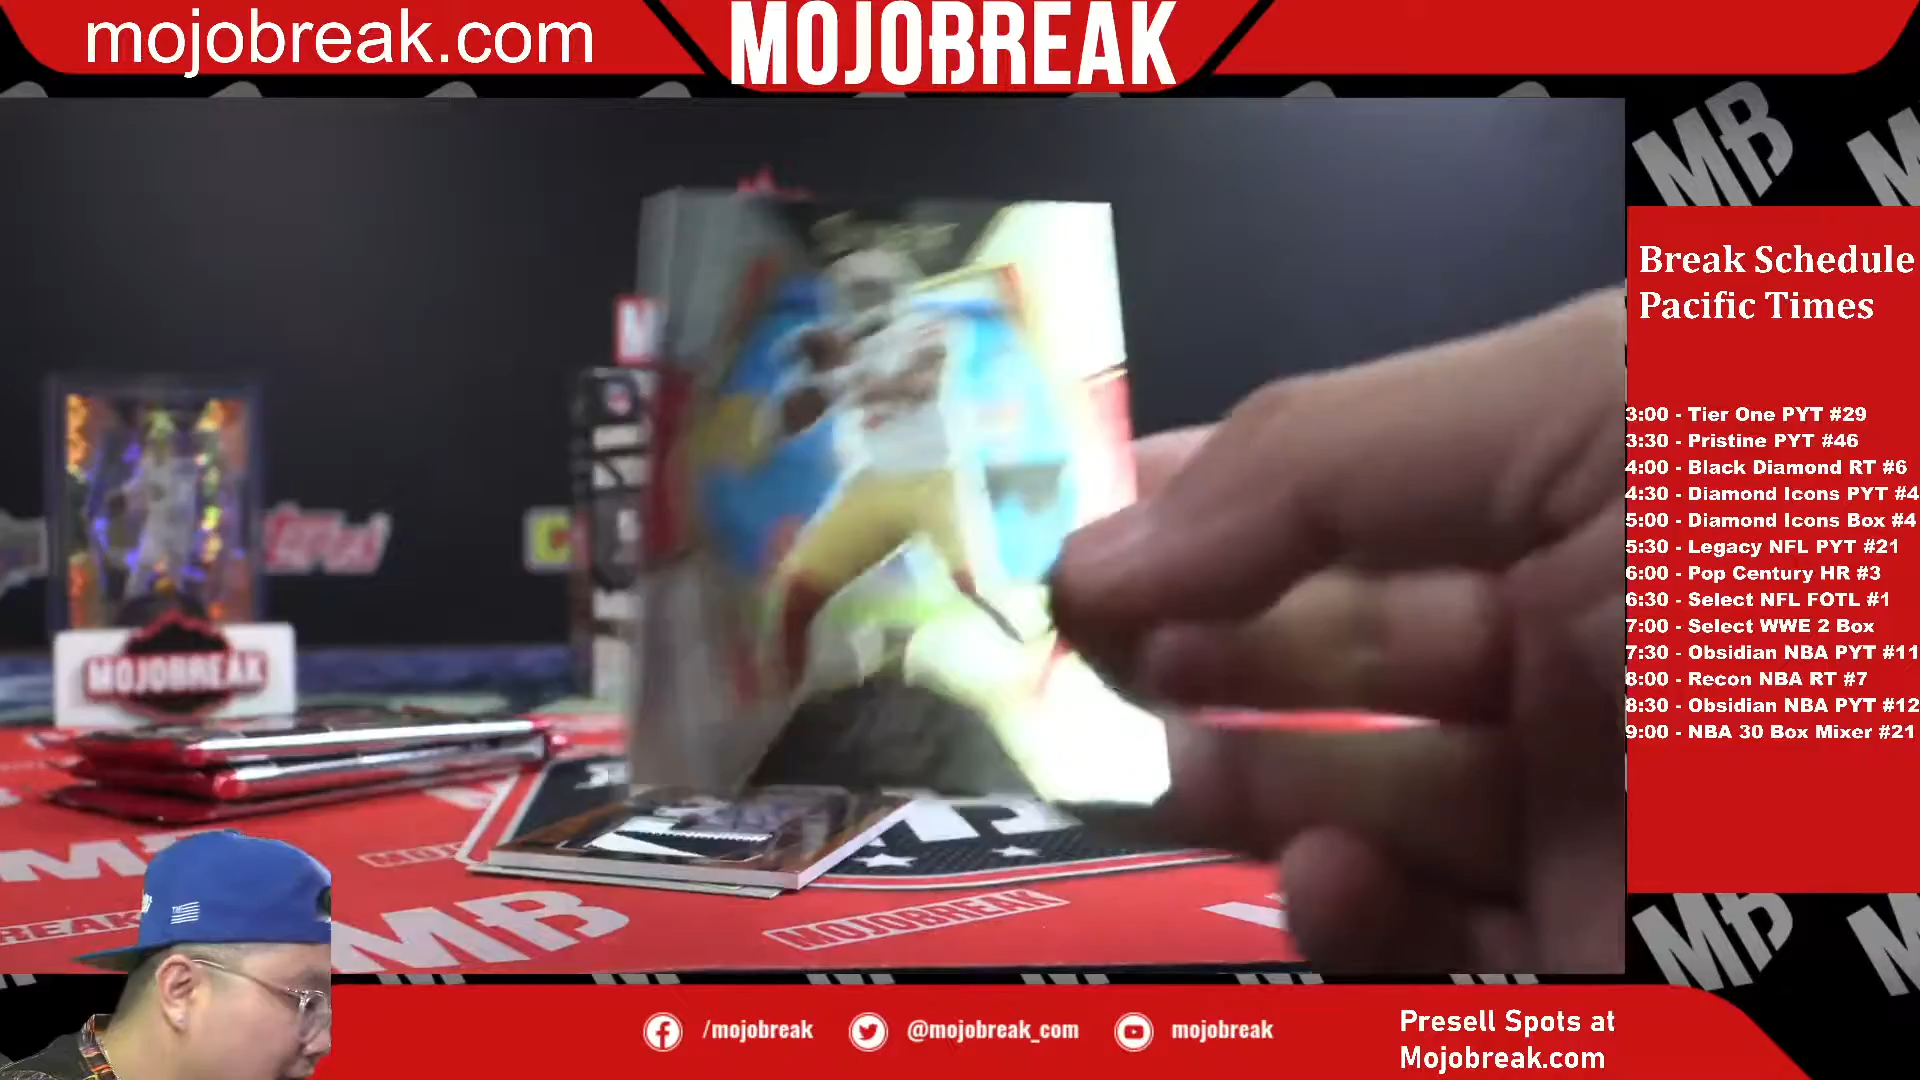 mojobreak.com
MOJOBREAK
Break Schedule
Pacific Times
3:00 - Tier One PYT #29
3:30 - Pristine PYT #46
4:00 - Black Diamond RT #6
4:30 - Diamond Icons PYT #4
5:00 - Diamond Icons Box #4
5:30 - Legacy NFL PYT #21
6:00 - Pop Century HR #3
6:30 - Select NFL FOTL #1
7:00 - Select WWE 2 Box
7:30 - Obsidian NBA PYT #11
8:00 - Recon NBA RT #7
8:30 - Obsidian NBA PYT #12
9:00 - NBA 30 Box Mixer #21
MB
topps
MOJOBREAK
MB
MOJOBREAK
MB
/mojobreak
@mojobreak_com
mojobreak
Presell Spots at
Mojobreak.com